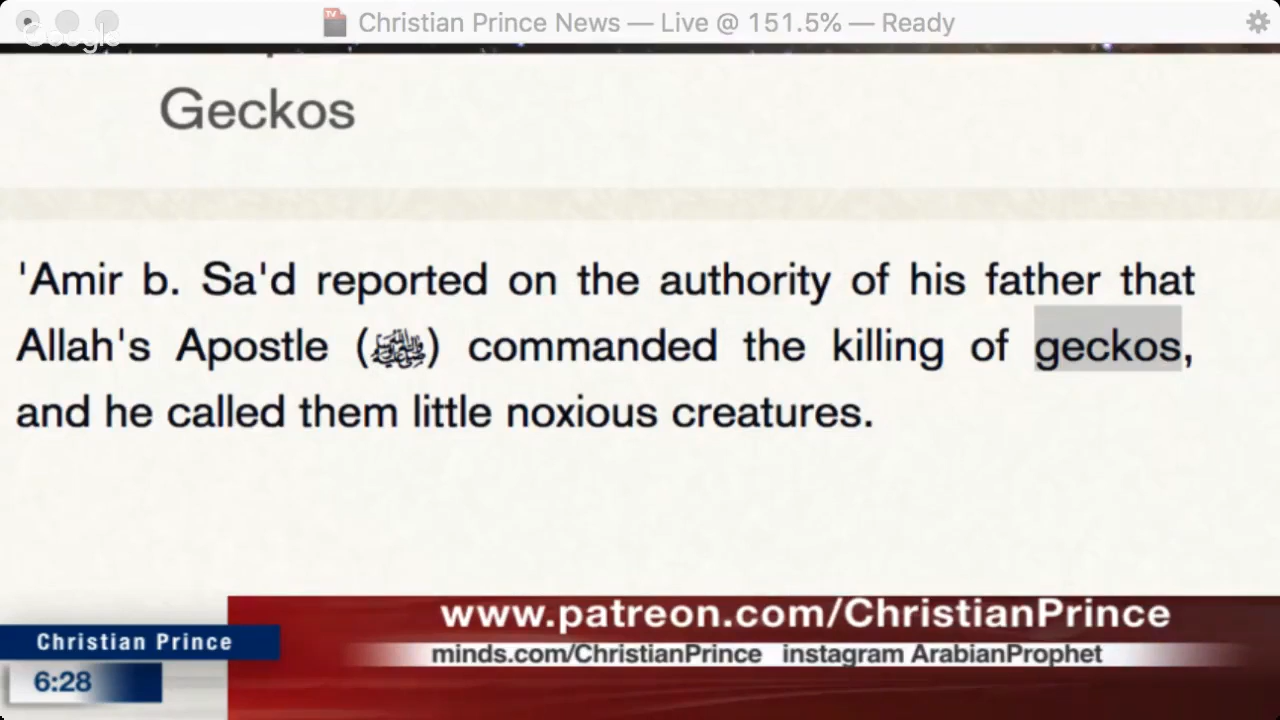 Christian Prince News — Live @ 151.5% — Ready
Google
Geckos
'Amir b. Sa'd reported on the authority of his father that
Allah's Apostle (ﷺ) commanded the killing of geckos,
and he called them little noxious creatures.
www.patreon.com/ChristianPrince
Christian Prince
minds.com/ChristianPrince instagram ArabianProphet
6:28